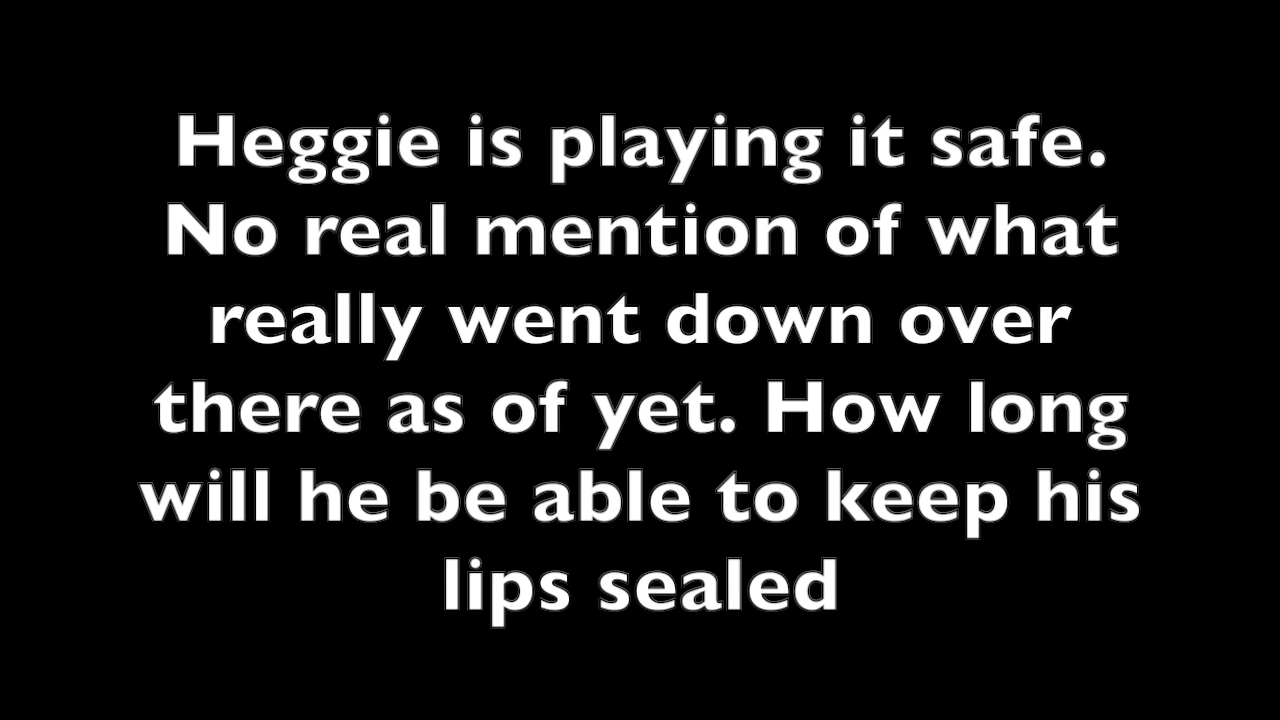 Heggie is playing it safe.
No real mention of what
really went down over
there as of yet. How long
will he be able to keep his
lips sealed